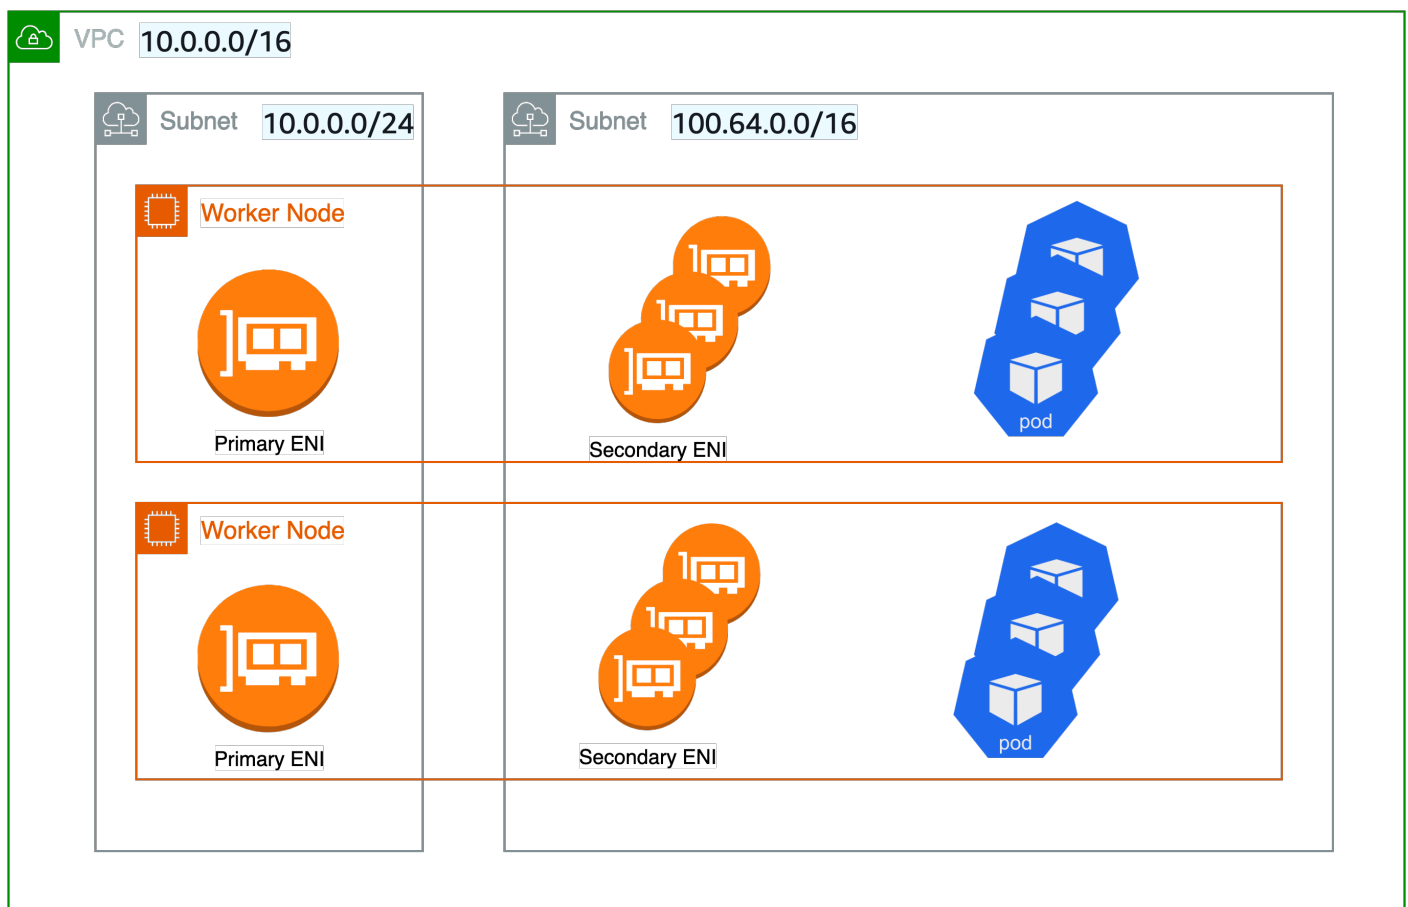 VPC 10.0.0.0/16
Subnet 10.0.0.0/24
Subnet 100.64.0.0/16
Worker Node
pod
Primary ENI
Secondary ENI
Worker Node
pod
Primary ENI
Secondary ENI